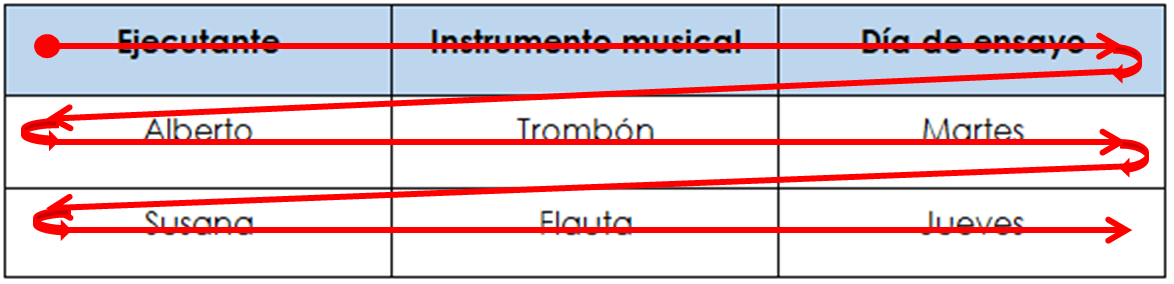 Ejecutante Instrumento musical Día de ensayo
Alberto Trombón Martes
Susana Flauta Jueves